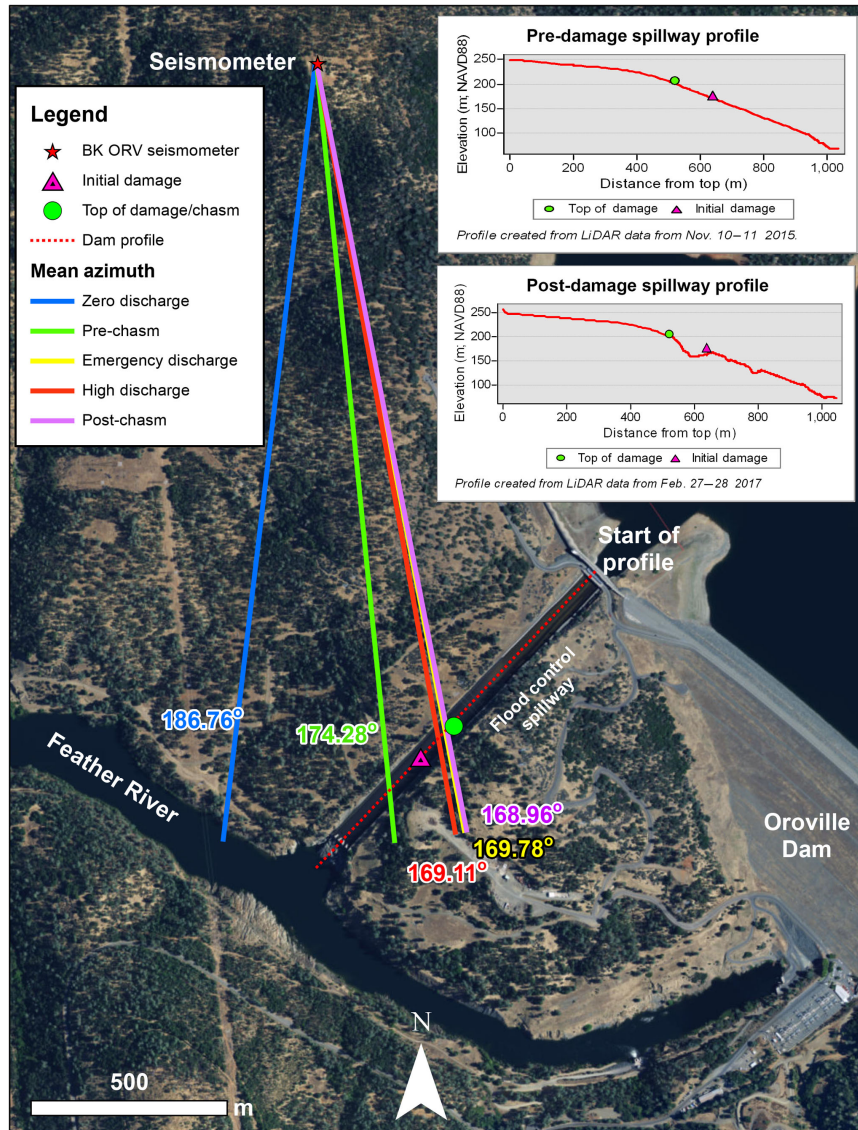 Seismometer
Legend
BK ORV seismometer
Initial damage
Top of damage/chasm
Dam profile
Mean azimuth
Zero discharge
Pre-chasm
Emergency discharge
High discharge
Post-chasm
Pre-damage spillway profile
Elevation (m; NAVD88)
250
200
150
100
0
200
400
600
800
1,000
Distance from top (m)
Top of damage
Initial damage
Profile created from LiDAR data from Nov. 10–11 2015.
Post-damage spillway profile
Elevation (m; NAVD88)
250
200
150
100
0
200
400
600
800
1,000
Distance from top (m)
Top of damage
Initial damage
Profile created from LiDAR data from Feb. 27–28 2017
Start of
profile
Flood control
spillway
186.76°
174.28°
Feather River
168.96°
169.78°
169.11°
Oroville
Dam
N
500
m